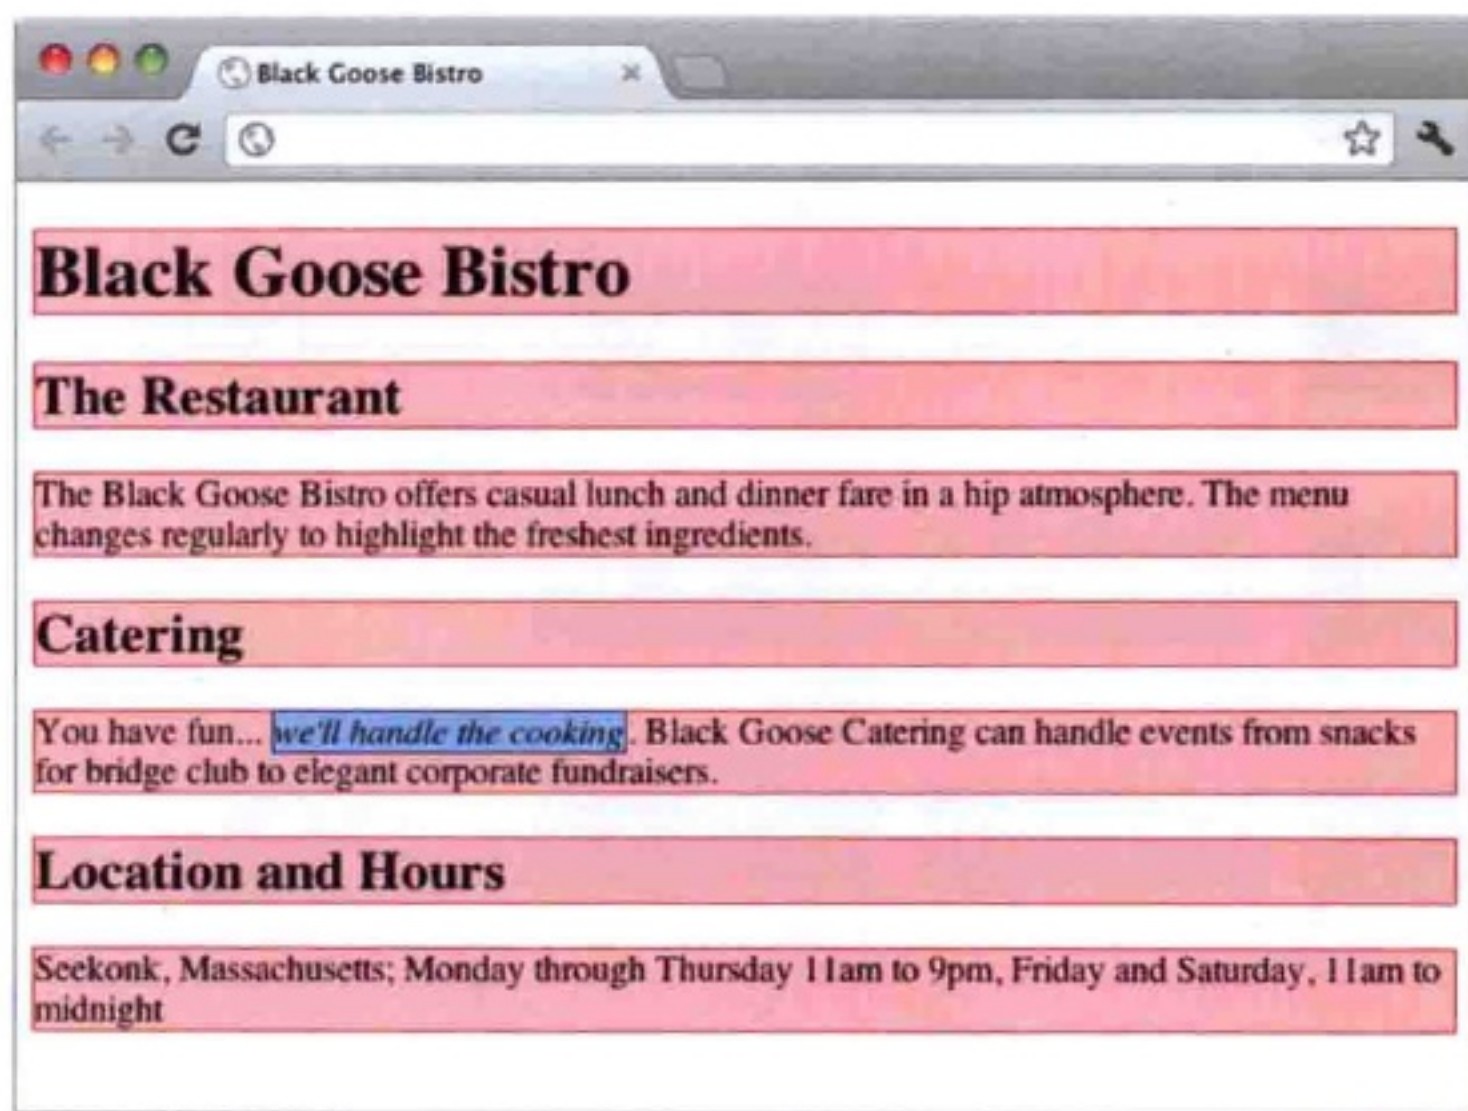 Black Goose Bistro
Black Goose Bistro
The Restaurant
The Black Goose Bistro offers casual lunch and dinner fare in a hip atmosphere. The menu
changes regularly to highlight the freshest ingredients.
Catering
You have fun... we'll handle the cooking. Black Goose Catering can handle events from snacks
for bridge club to elegant corporate fundraisers.
Location and Hours
Seekonk, Massachusetts; Monday through Thursday 11am to 9pm, Friday and Saturday, 11am to
midnight